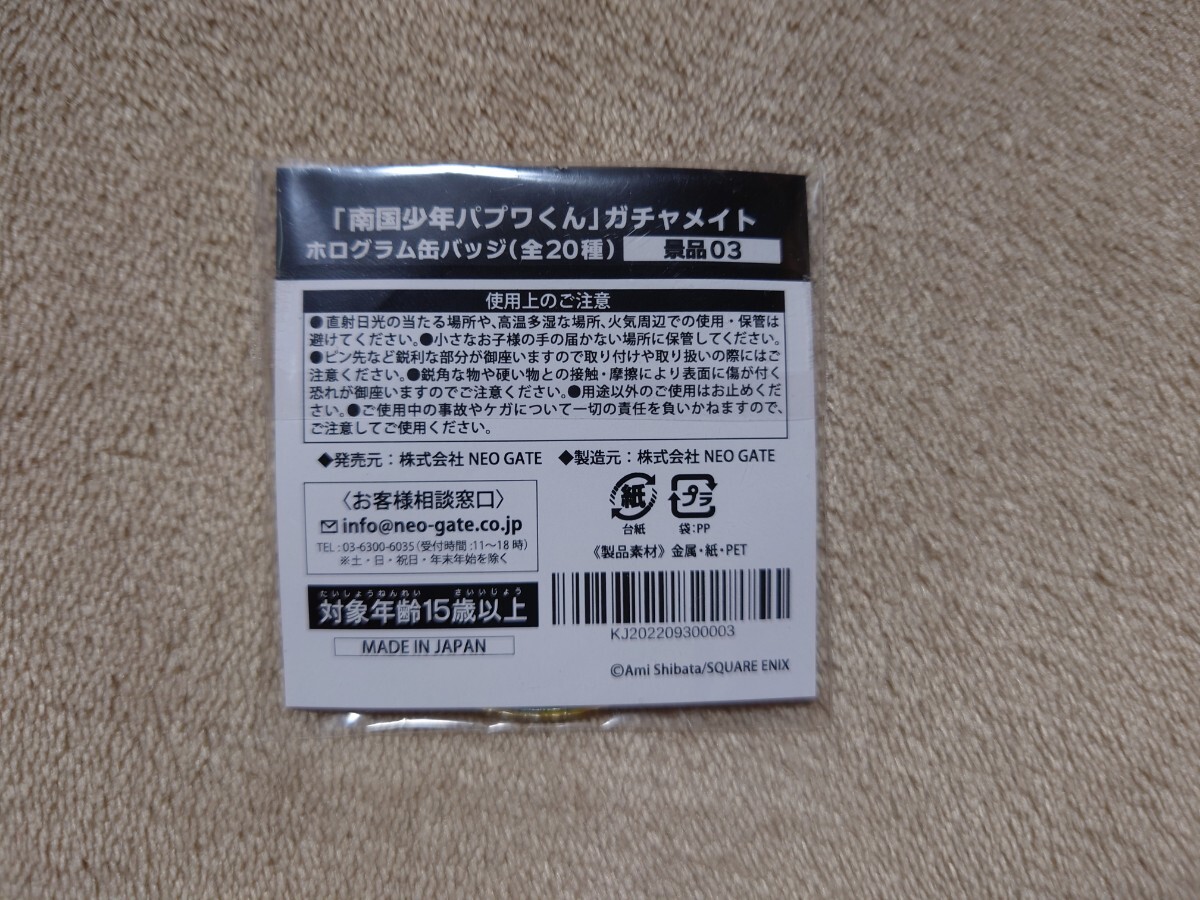 「南国少年パプワくん」ガチャメイト
ホログラム缶バッジ(全20種) 景品03
使用上のご注意
●直射日光の当たる場所や、高温多湿な場所、火気周辺での使用・保管は
避けてください。●小さなお子様の手の届かない場所に保管してください。
●ピン先など鋭利な部分が御座いますので取り付けや取り扱いの際にはご
注意ください。●鋭角な物や硬い物との接触・摩擦により表面に傷が付く
恐れが御座いますのでご注意ください。●用途以外のご使用はお止めくださ
い。●ご使用中の事故やケガについて一切の責任を負いかねますので、
ご注意してご使用ください。
◆発売元：株式会社 NEO GATE ◆製造元：株式会社 NEO GATE
〈お客様相談窓口〉
info@neo-gate.co.jp
TEL：03-6300-6035（受付時間：11～18時）
※土・日・祝日・年末年始を除く
紙
台紙
プラ
袋：PP
《製品素材》金属・紙・PET
たいしょうねんれい さいいじょう
対象年齢15歳以上
MADE IN JAPAN
KJ202209300003
©Ami Shibata/SQUARE ENIX